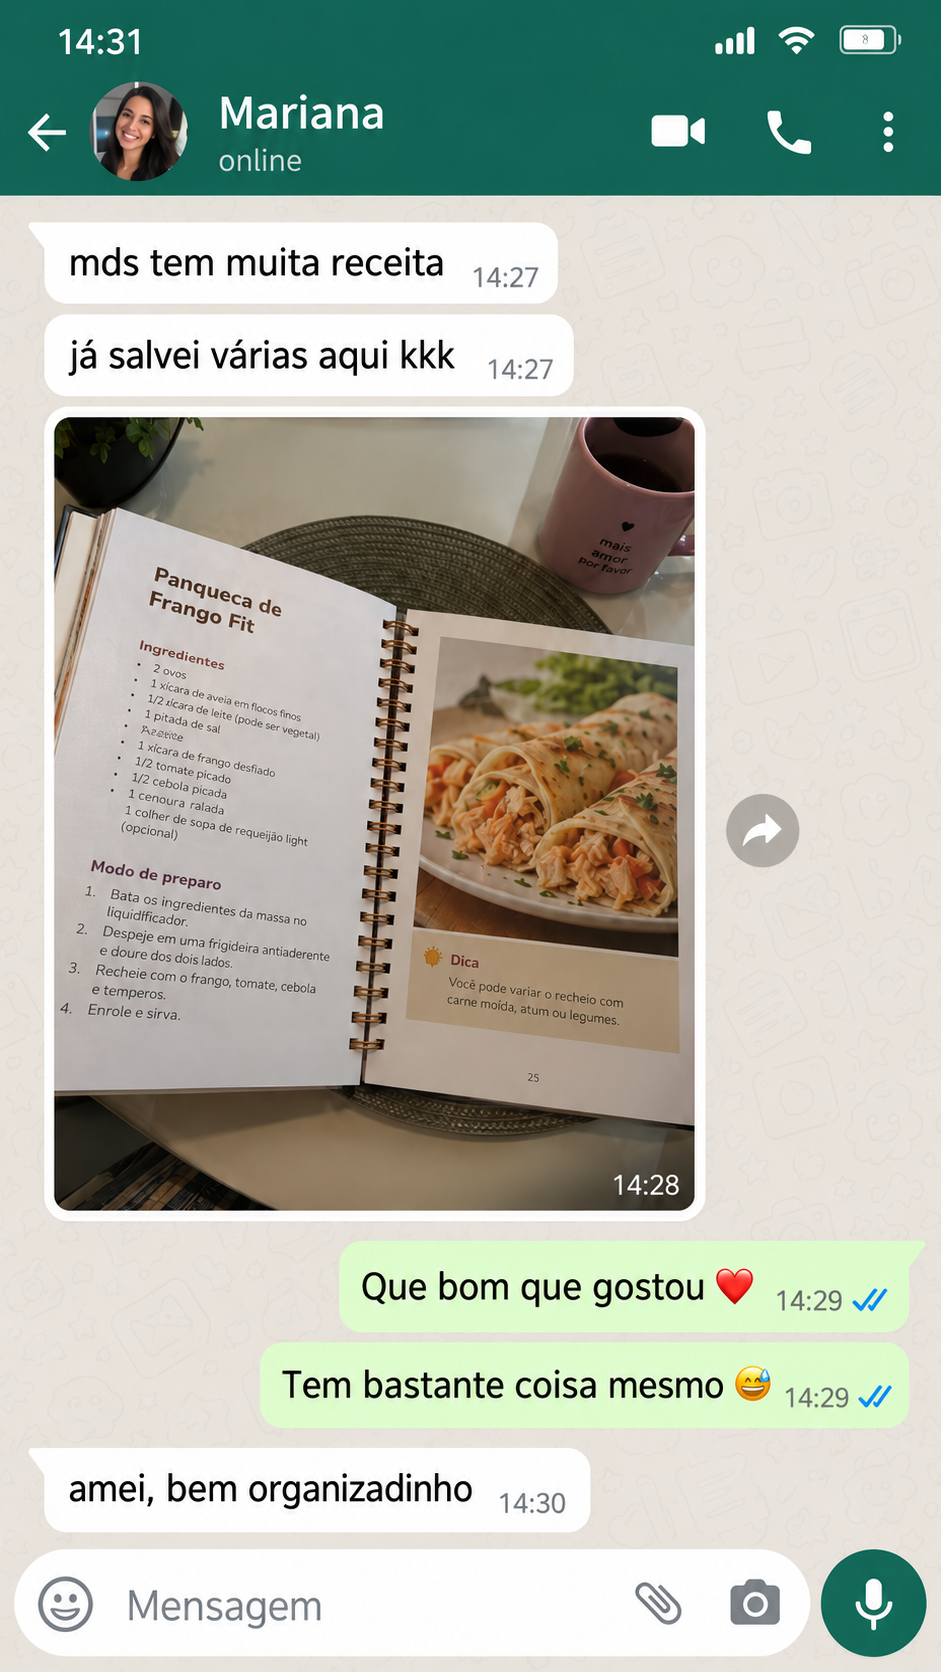 14:31
8
Mariana
online
mds tem muita receita 14:27
já salvei várias aqui kkk 14:27
mais
amor
por favor
Panqueca de
Frango Fit
Ingredientes
• 2 ovos
• 1 xícara de aveia em flocos finos
• 1/2 xícara de leite (pode ser vegetal)
• 1 pitada de sal
• 1 xícara de frango desfiado
• 1/2 tomate picado
• 1/2 cebola picada
• 1 cenoura ralada
1 colher de sopa de requeijão light
(opcional)
Modo de preparo
1. Bata os ingredientes da massa no
liquidificador.
2. Despeje em uma frigideira antiaderente
e doure dos dois lados.
3. Recheie com o frango, tomate, cebola
e temperos.
4. Enrole e sirva.
Dica
Você pode variar o recheio com
carne moída, atum ou legumes.
25
14:28
Que bom que gostou ❤️ 14:29
Tem bastante coisa mesmo 😅 14:29
amei, bem organizadinho 14:30
Mensagem